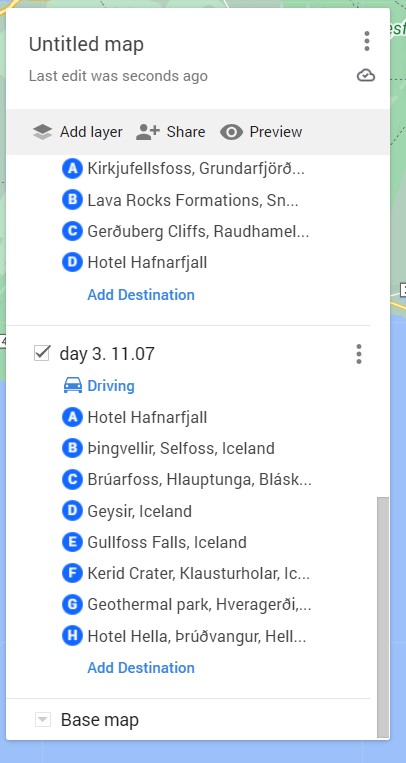 Untitled map
Last edit was seconds ago
Add layer Share Preview
A Kirkjufellsfoss, Grundarfjörð...
B Lava Rocks Formations, Sn...
C Gerðuberg Cliffs, Raudhamel...
D Hotel Hafnarfjall
Add Destination
day 3. 11.07
Driving
A Hotel Hafnarfjall
B Þingvellir, Selfoss, Iceland
C Brúarfoss, Hlauptunga, Blásk...
D Geysir, Iceland
E Gullfoss Falls, Iceland
F Kerid Crater, Klausturholar, Ic...
G Geothermal park, Hveragerði,...
H Hotel Hella, Þrúðvangur, Hell...
Add Destination
Base map